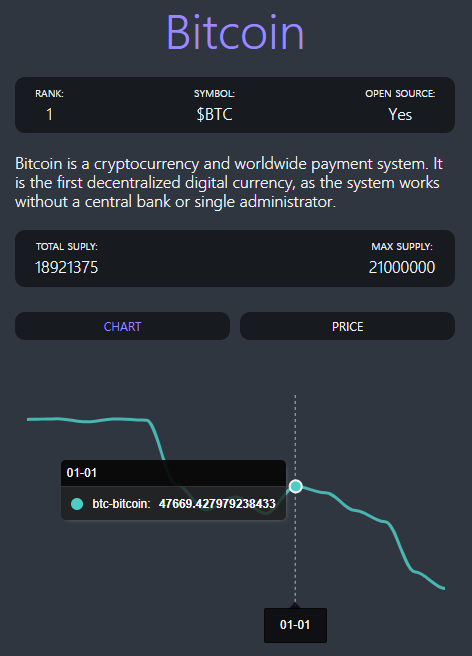 Bitcoin
RANK: SYMBOL: OPEN SOURCE:
1 $BTC Yes
Bitcoin is a cryptocurrency and worldwide payment system. It
is the first decentralized digital currency, as the system works
without a central bank or single administrator.
TOTAL SUPLY: MAX SUPPLY:
18921375 21000000
CHART PRICE
01-01
btc-bitcoin: 47669.427979238433
01-01